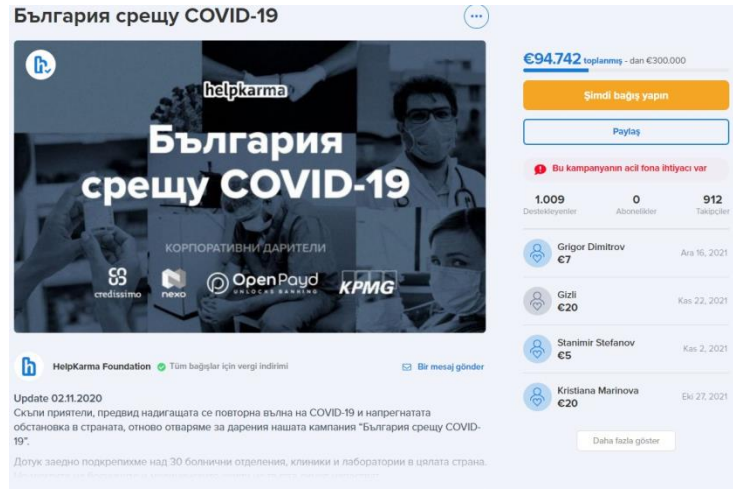 България срещу COVID-19
helpkarma
България
срещу COVID-19
КОРПОРАТИВНИ ДАРИТЕЛИ
credissimo
nexo
OpenPayd
UNLOCKS BANKING
KPMG
HelpKarma Foundation Tüm bağışlar için vergi indirimi
Bir mesaj gönder
Update 02.11.2020
Скъпи приятели, предвид надигащата се повторна вълна на COVID-19 и напрегнатата
обстановка в страната, отново отваряме за дарения нашата кампания "България срещу COVID-
19".
Дотук заедно подкрепихме над 30 болнични отделения, клиники и лаборатории в цялата страна.
€94.742 toplanmış - dan €300.000
Şimdi bağış yapın
Paylaş
Bu kampanyanın acil fona ihtiyacı var
1.009 0 912
Destekleyenler Abonelikler Takipçiler
Grigor Dimitrov
€7
Ara 16, 2021
Gizli
€20
Kas 22, 2021
Stanimir Stefanov
€5
Kas 2, 2021
Kristiana Marinova
€20
Eki 27, 2021
Daha fazla göster